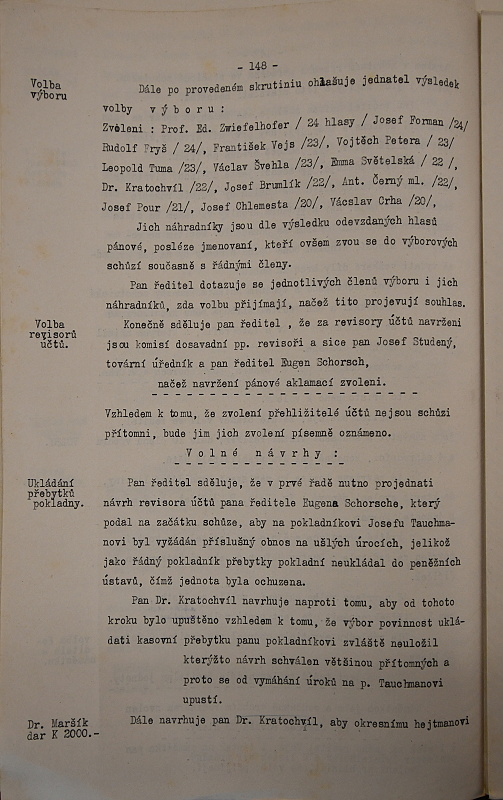 - 148 -
Volba
výboru
Dále po provedeném skrutiniu ohlašuje jednatel výsledek
volby v ý b o r u :
Zvoleni : Prof. Ed. Zwiefelhofer / 24 hlasy / Josef Forman /24/
Rudolf Fryš / 24/, František Vejs /23/, Vojtěch Petera / 23/
Leopold Tuma /23/, Václav Švehla /23/, Emma Světelská / 22 /,
Dr. Kratochvíl /22/, Josef Brumlík /22/, Ant. Černý ml. /22/,
Josef Pour /21/, Josef Chlemesta /20/, Vácslav Crha /20/,
Jich náhradníky jsou dle výsledku odevzdaných hlasů
pánové, posléze jmenovaní, kteří ovšem zvou se do výborových
schůzí současně s řádnými členy.
Pan ředitel dotazuje se jednotlivých členů výboru i jich
náhradníků, zda volbu přijímají, načež tito projevují souhlas.
Volba
revisorů
účtů.
Konečně sděluje pan ředitel , že za revisory účtů navrženi
jsou komisí dosavadní pp. revisoři a sice pan Josef Studený,
tovární úředník a pan ředitel Eugen Schorsch,
načež navržení pánové aklamací zvoleni.
Vzhledem k tomu, že zvolení přehližitelé účtů nejsou schůzi
přítomni, bude jim jich zvolení písemně oznámeno.
V o l n é n á v r h y :
Ukládání
přebytků
pokladny.
Pan ředitel sděluje, že v prvé řadě nutno projednati
návrh revisora účtů pana ředitele Eugena Schorsche, který
podal na začátku schůze, aby na pokladníkovi Josefu Tauchma-
novi byl vyžádán příslušný obnos na ušlých úrocích, jelikož
jako řádný pokladník přebytky pokladní neukládal do peněžních
ústavů, čímž jednota byla ochuzena.
Pan Dr. Kratochvíl navrhuje naproti tomu, aby od tohoto
kroku bylo upuštěno vzhledem k tomu, že výbor povinnost uklá-
dati kasovní přebytku panu pokladníkovi zvláště neuložil
kterýžto návrh schválen většinou přítomných a
proto se od vymáhání úroků na p. Tauchmanovi
upustí.
Dr. Maršík
dar K 2000.-
Dále navrhuje pan Dr. Kratochvíl, aby okresnímu hejtmanovi